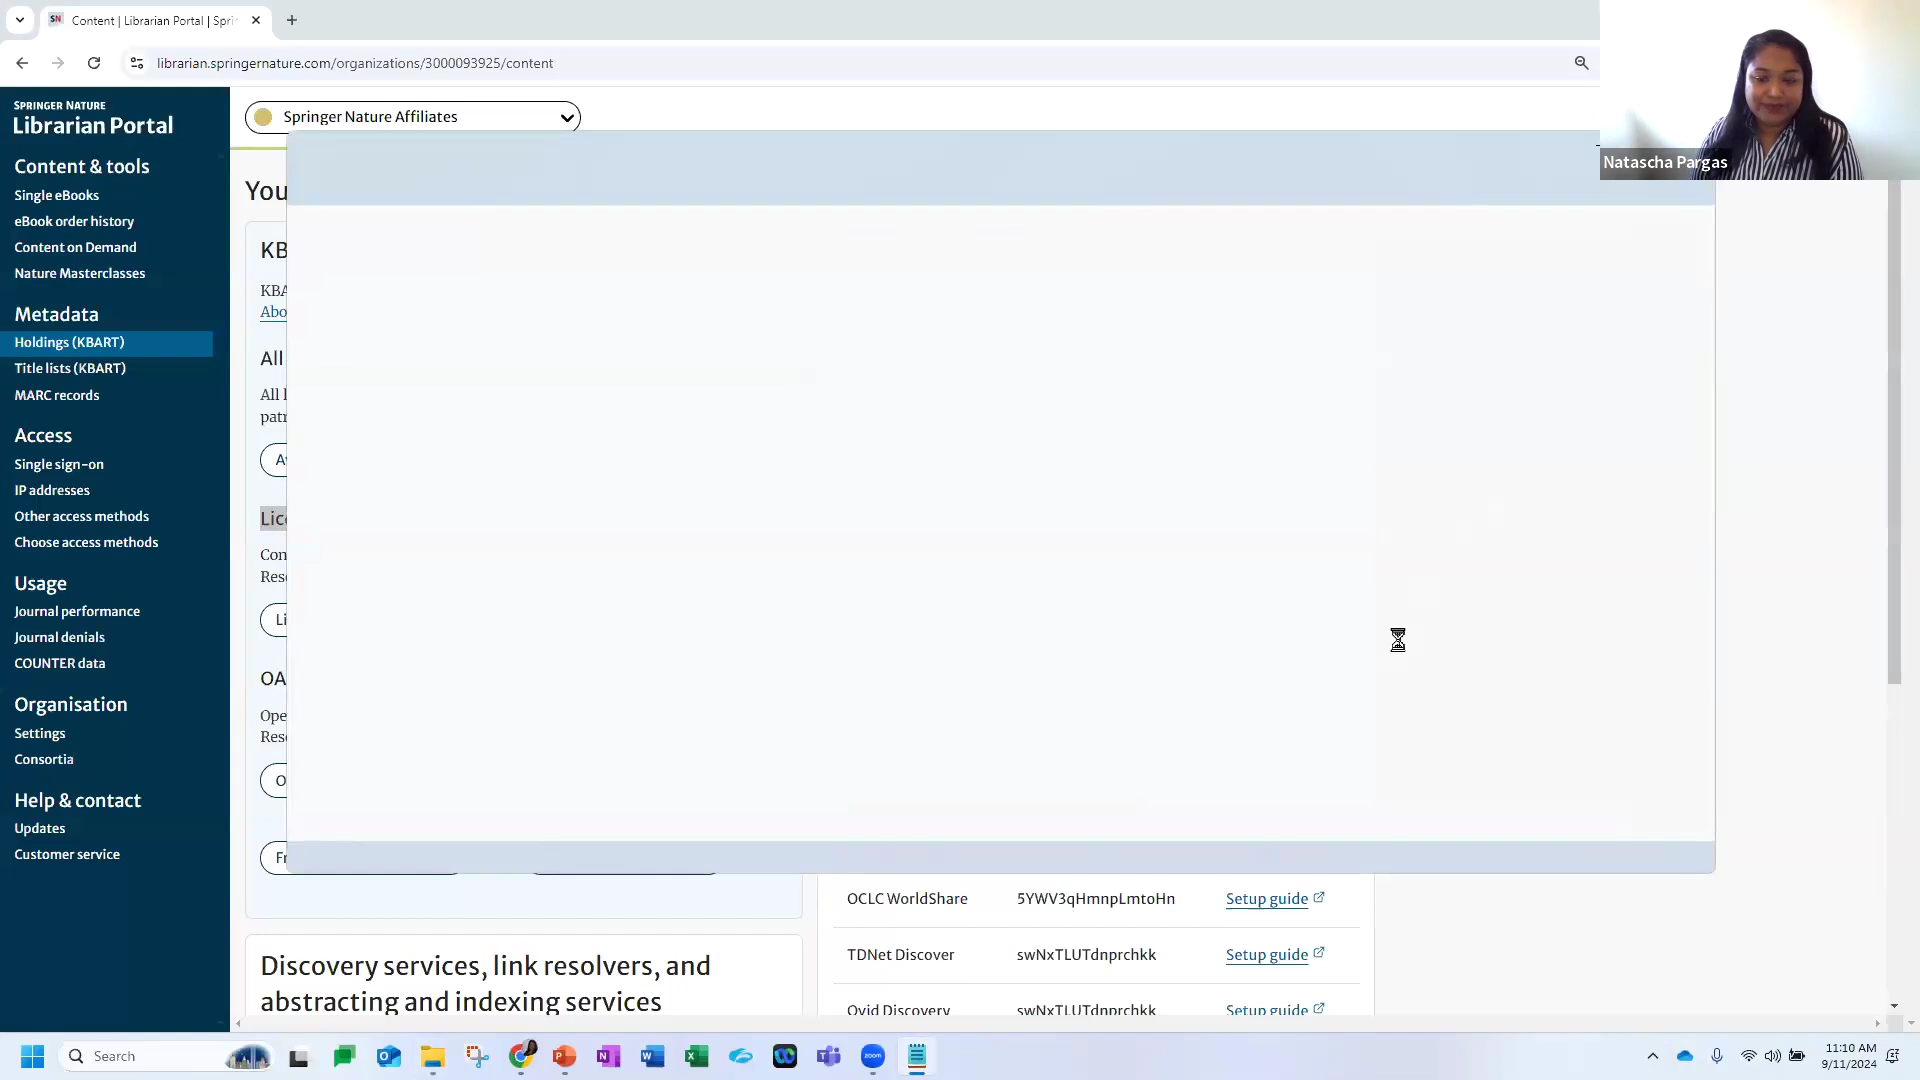 Content | Librarian Portal | Spri
librarian.springernature.com/organizations/3000093925/content
SPRINGER NATURE
Librarian Portal
Content & tools
Single eBooks
eBook order history
Content on Demand
Nature Masterclasses
Metadata
Holdings (KBART)
Title lists (KBART)
MARC records
Access
Single sign-on
IP addresses
Other access methods
Choose access methods
Usage
Journal performance
Journal denials
COUNTER data
Organisation
Settings
Consortia
Help & contact
Updates
Customer service
Springer Nature Affiliates
You
KB
KBA
Abo
All
All
patr
A
Lic
Con
Res
Li
OA
Ope
Res
O
Fr
Discovery services, link resolvers, and
abstracting and indexing services
OCLC WorldShare 5YWV3qHmnpLmtoHn Setup guide
TDNet Discover swNxTLUTdnprchkk Setup guide
Ovid Discovery swNxTLUTdnprchkk Setup guide
Natascha Pargas
Search
zoom
11:10 AM
9/11/2024